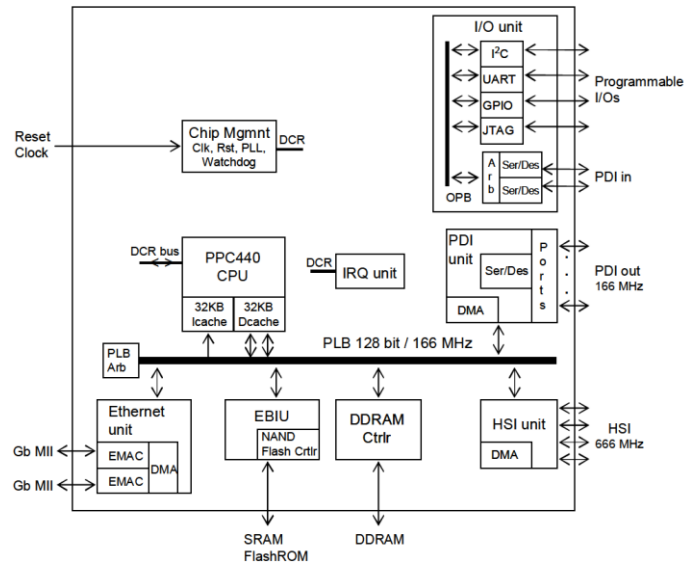 I/O unit
I²C
UART
GPIO
JTAG
Programmable
I/Os
Reset
Clock
Chip Mgmnt
Clk, Rst, PLL,
Watchdog
DCR
Arb
Ser/Des
Ser/Des
OPB
PDI in
DCR bus
PPC440
CPU
32KB
Icache
32KB
Dcache
DCR
IRQ unit
PDI
unit
Ser/Des
DMA
Ports
PDI out
166 MHz
PLB 128 bit / 166 MHz
PLB
Arb
Ethernet
unit
EMAC
EMAC
DMA
Gb MII
Gb MII
EBIU
NAND
Flash Crtlr
DDRAM
Ctrlr
HSI unit
DMA
HSI
666 MHz
SRAM
FlashROM
DDRAM